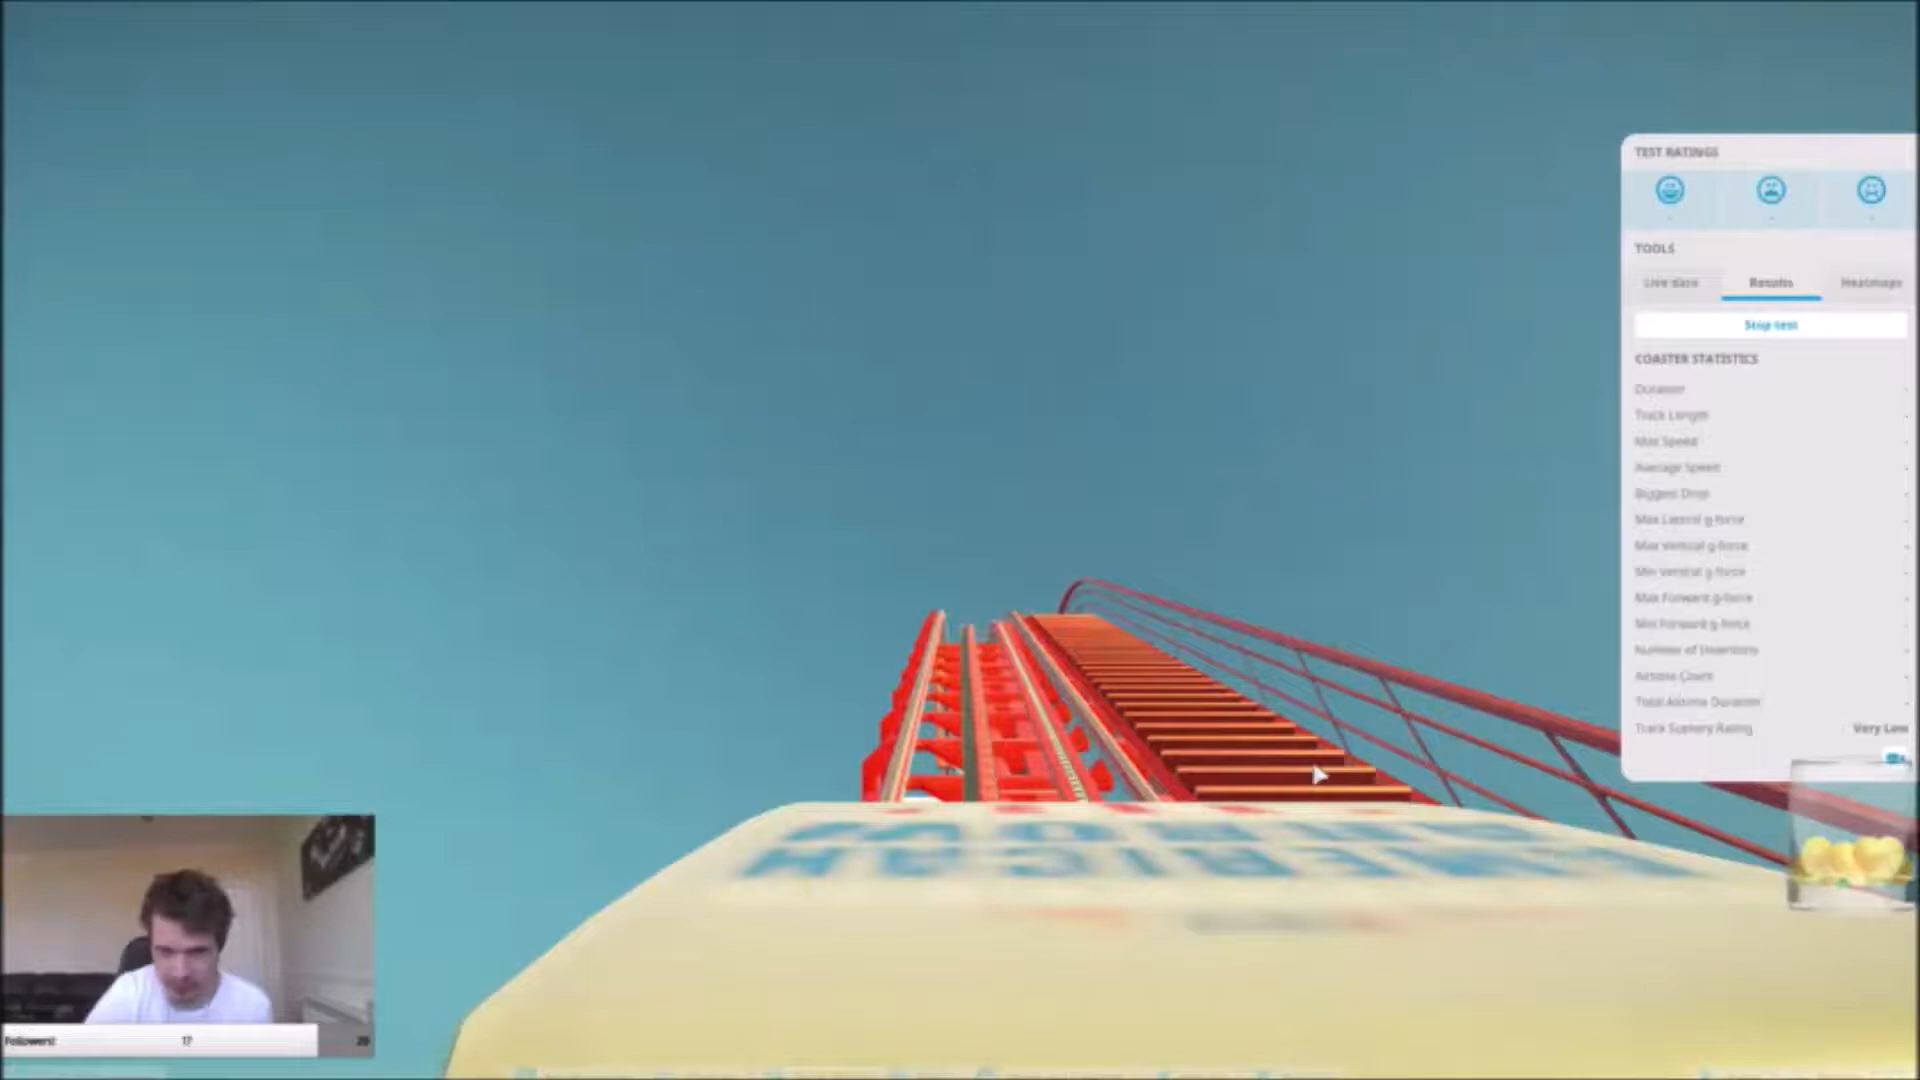 TEST RATINGS
TOOLS
Live data Results Heatmaps
Stop test
COASTER STATISTICS
Duration -
Track Length -
Max Speed -
Average Speed -
Biggest Drop -
Max Lateral g-force -
Max Vertical g-force -
Min Vertical g-force -
Max Forward g-force -
Min Forward g-force -
Number of Inversions -
Airtime Count -
Total Airtime Duration -
Track Scenery Rating Very Low
Followers: 17 20